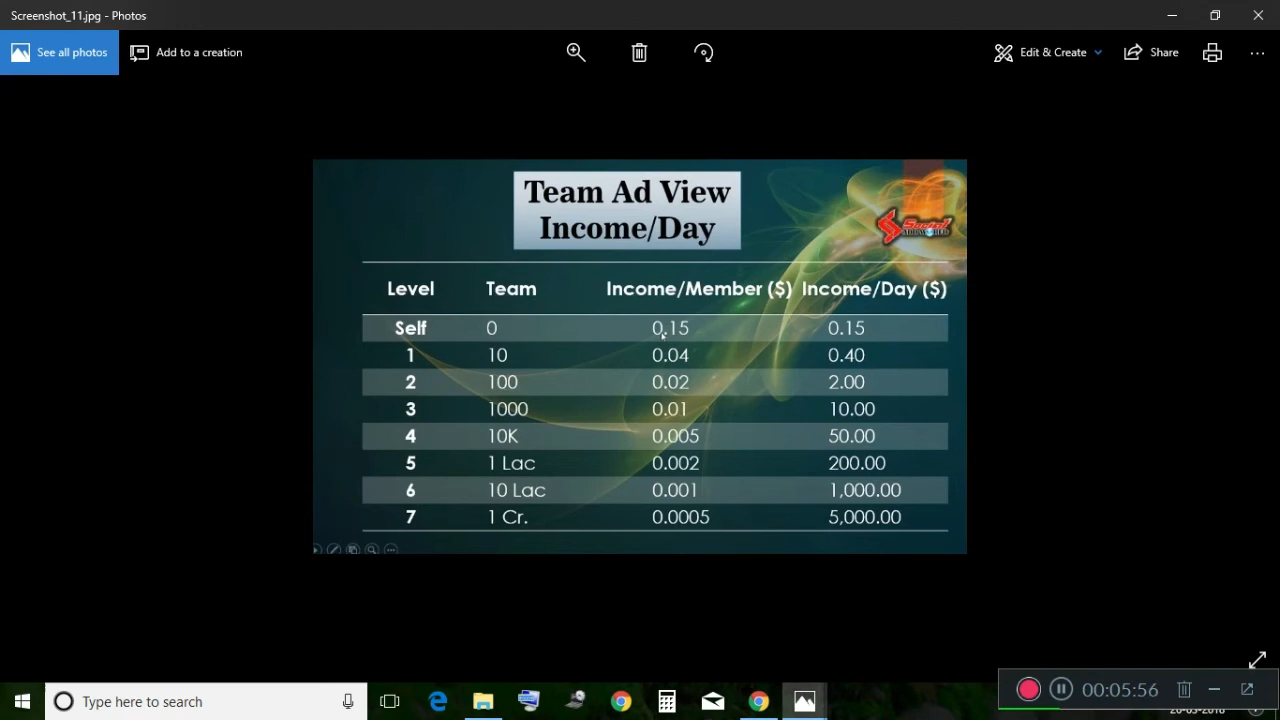 Screenshot_11.jpg - Photos
See all photos
Add to a creation
Edit & Create
Share
Team Ad View
Income/Day
Social
Level Team Income/Member ($) Income/Day ($)
Self 0 0.15 0.15
1 10 0.04 0.40
2 100 0.02 2.00
3 1000 0.01 10.00
4 10K 0.005 50.00
5 1 Lac 0.002 200.00
6 10 Lac 0.001 1,000.00
7 1 Cr. 0.0005 5,000.00
Type here to search
00:05:56